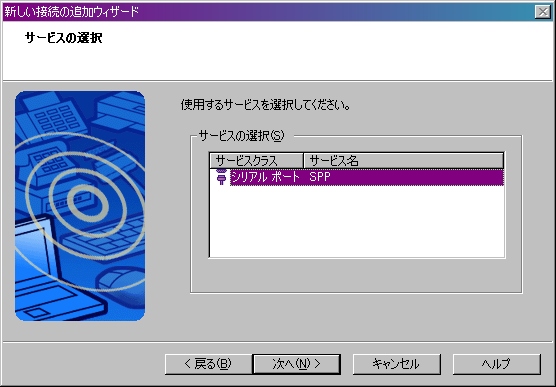 新しい接続の追加ウィザード
サービスの選択
使用するサービスを選択してください。
サービスの選択(S)
サービスクラス サービス名
シリアル ポート SPP
< 戻る(B) 次へ(N) > キャンセル ヘルプ